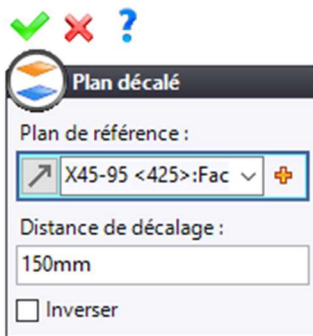 ?
Plan décalé
Plan de référence :
X45-95 <425>:Fac
Distance de décalage :
150mm
Inverser